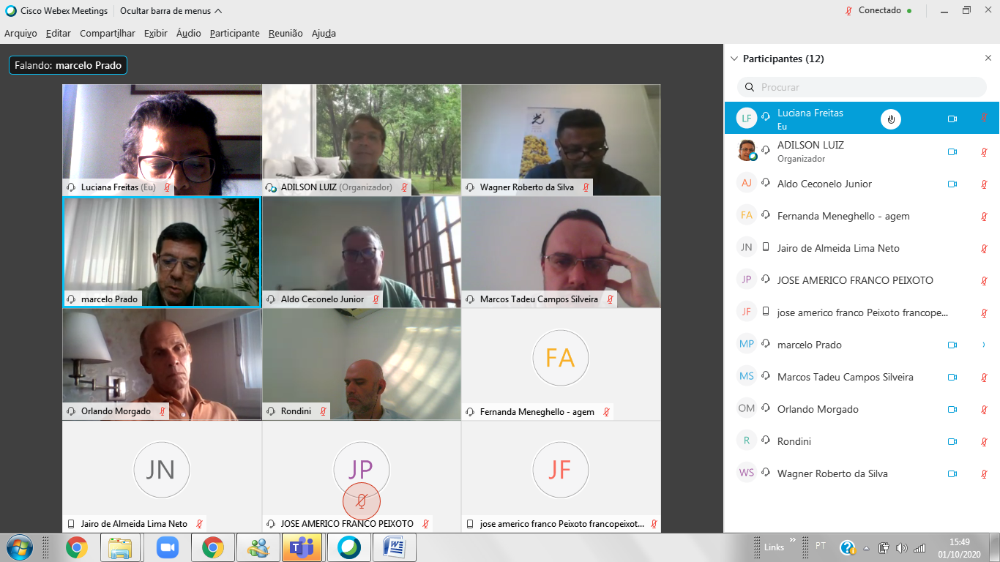 Cisco Webex Meetings
Ocultar barra de menus
Conectado
Arquivo Editar Compartilhar Exibir Áudio Participante Reunião Ajuda
Falando: marcelo Prado
Luciana Freitas (Eu)
ADILSON LUIZ (Organizador)
Wagner Roberto da Silva
marcelo Prado
Aldo Ceconelo Junior
Marcos Tadeu Campos Silveira
Orlando Morgado
Rondini
FA
Fernanda Meneghello - agem
JN
Jairo de Almeida Lima Neto
JP
JOSE AMERICO FRANCO PEIXOTO
JF
jose americo franco Peixoto francopeixot...
Participantes (12)
Procurar
LF Luciana Freitas
Eu
ADILSON LUIZ
Organizador
AJ Aldo Ceconelo Junior
FA Fernanda Meneghello - agem
JN Jairo de Almeida Lima Neto
JP JOSE AMERICO FRANCO PEIXOTO
JF jose americo franco Peixoto francope...
MP marcelo Prado
MS Marcos Tadeu Campos Silveira
OM Orlando Morgado
R Rondini
WS Wagner Roberto da Silva
Links
PT
15:49
01/10/2020